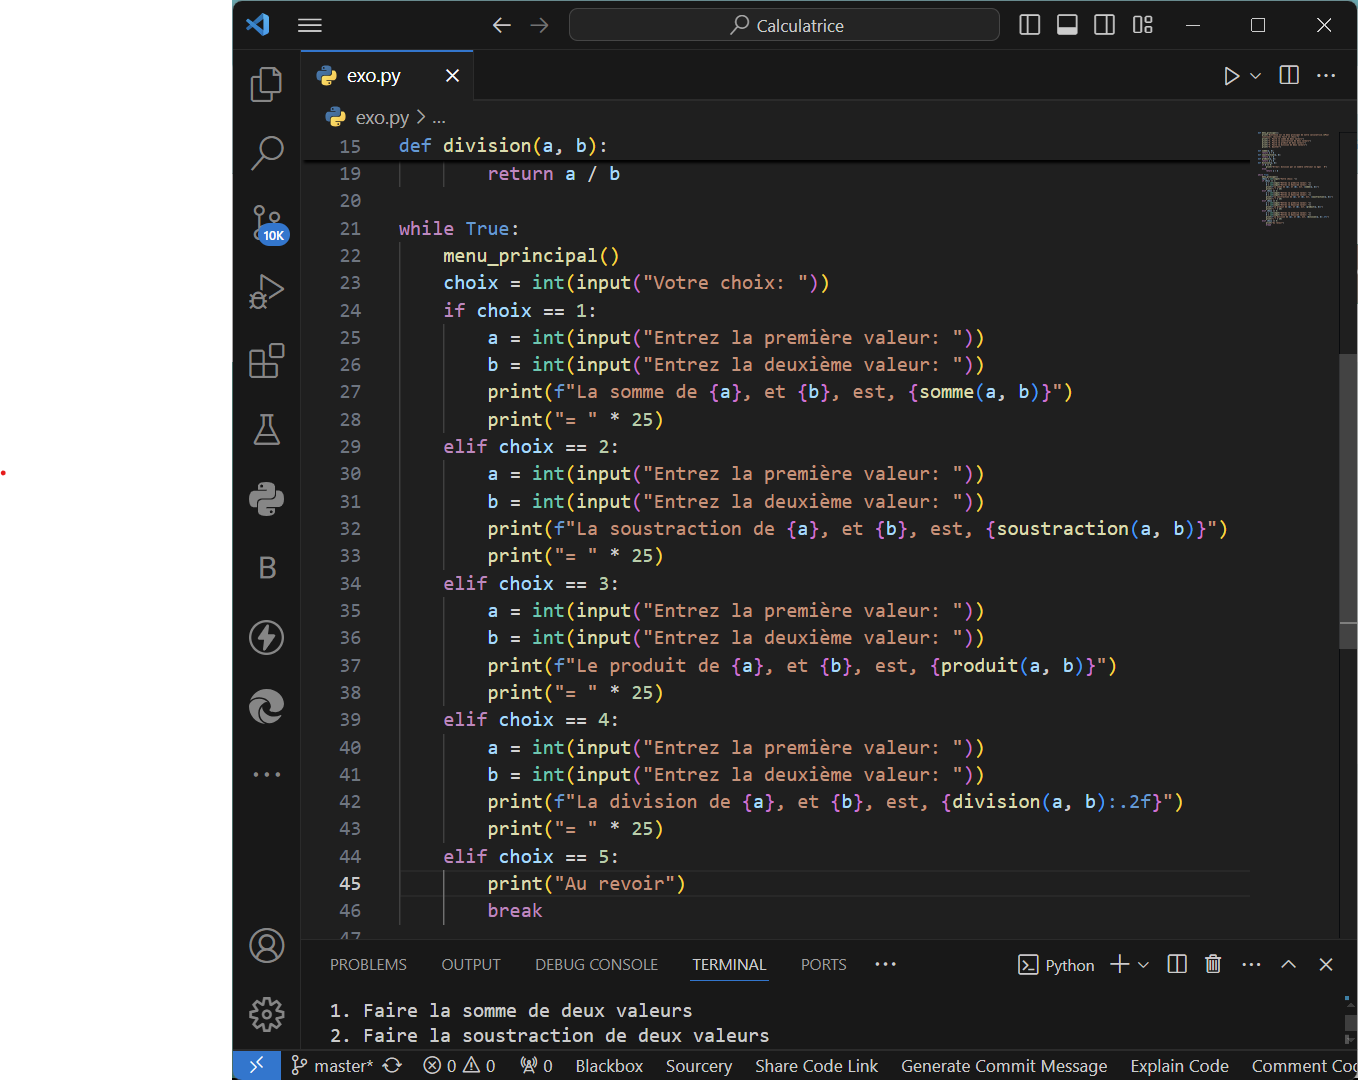 Calculatrice
exo.py
exo.py > ...
15 def division(a, b):
19 return a / b
20
21 while True:
22 menu_principal()
23 choix = int(input("Votre choix: "))
24 if choix == 1:
25 a = int(input("Entrez la première valeur: "))
26 b = int(input("Entrez la deuxième valeur: "))
27 print(f"La somme de {a}, et {b}, est, {somme(a, b)}")
28 print("= " * 25)
29 elif choix == 2:
30 a = int(input("Entrez la première valeur: "))
31 b = int(input("Entrez la deuxième valeur: "))
32 print(f"La soustraction de {a}, et {b}, est, {soustraction(a, b)}")
33 print("= " * 25)
34 elif choix == 3:
35 a = int(input("Entrez la première valeur: "))
36 b = int(input("Entrez la deuxième valeur: "))
37 print(f"Le produit de {a}, et {b}, est, {produit(a, b)}")
38 print("= " * 25)
39 elif choix == 4:
40 a = int(input("Entrez la première valeur: "))
41 b = int(input("Entrez la deuxième valeur: "))
42 print(f"La division de {a}, et {b}, est, {division(a, b):.2f}")
43 print("= " * 25)
44 elif choix == 5:
45 print("Au revoir")
46 break
47
10K
B
PROBLEMS OUTPUT DEBUG CONSOLE TERMINAL PORTS ... Python
1. Faire la somme de deux valeurs
2. Faire la soustraction de deux valeurs
master* 0 0 0 Blackbox Sourcery Share Code Link Generate Commit Message Explain Code Comment Co